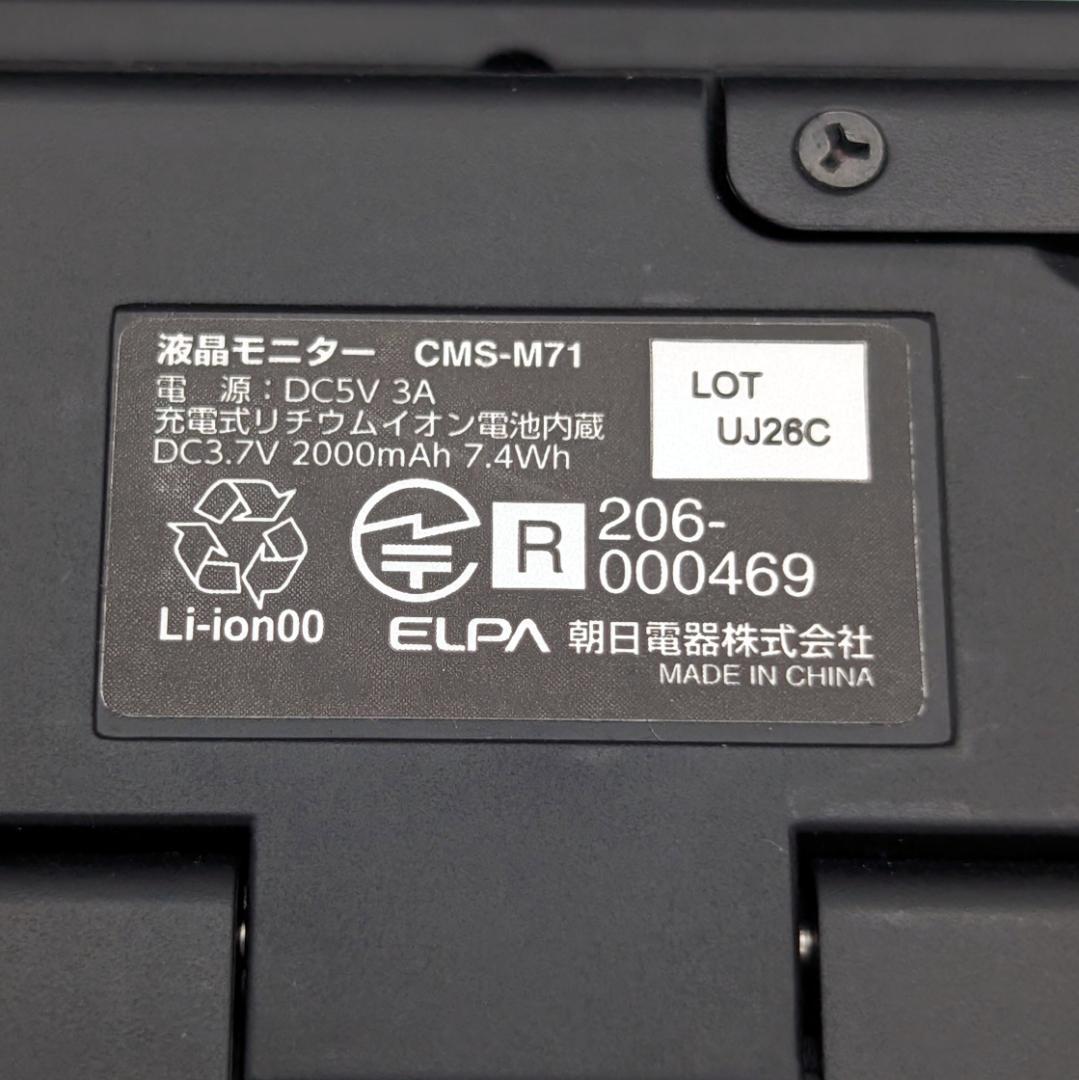 液晶モニター CMS-M71
電 源：DC5V 3A
充電式リチウムイオン電池内蔵
DC3.7V 2000mAh 7.4Wh
LOT
UJ26C
Li-ion00
R
206-
000469
ELPA 朝日電器株式会社
MADE IN CHINA